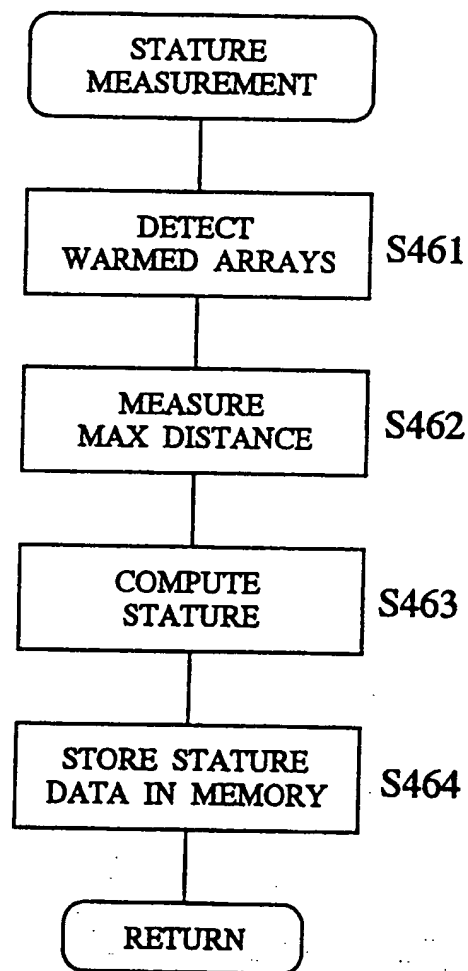 STATURE
MEASUREMENT
DETECT
WARMED ARRAYS
S461
MEASURE
MAX DISTANCE
S462
COMPUTE
STATURE
S463
STORE STATURE
DATA IN MEMORY
S464
RETURN